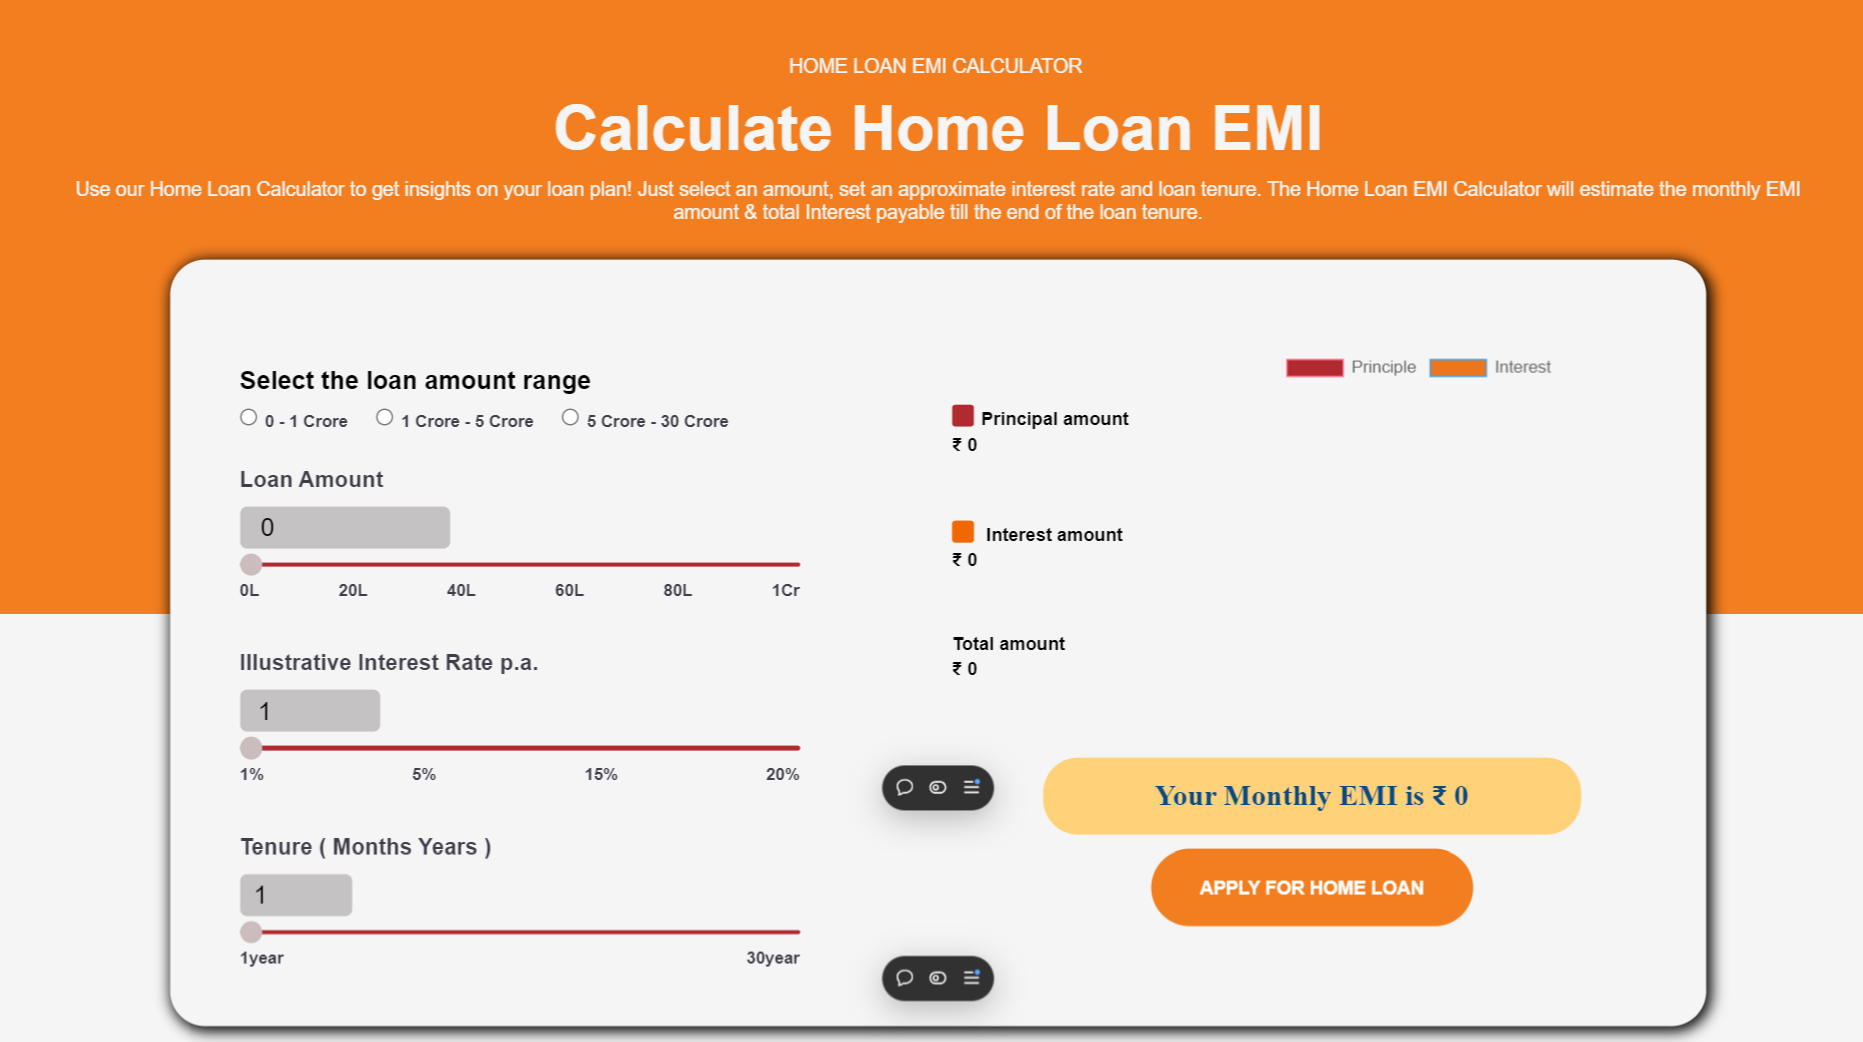 HOME LOAN EMI CALCULATOR
Calculate Home Loan EMI
Use our Home Loan Calculator to get insights on your loan plan! Just select an amount, set an approximate interest rate and loan tenure. The Home Loan EMI Calculator will estimate the monthly EMI
amount & total Interest payable till the end of the loan tenure.
Select the loan amount range
0 - 1 Crore 1 Crore - 5 Crore 5 Crore - 30 Crore
Loan Amount
0
0L 20L 40L 60L 80L 1Cr
Illustrative Interest Rate p.a.
1
1% 5% 15% 20%
Tenure ( Months Years )
1
1year 30year
Principle Interest
Principal amount
₹ 0
Interest amount
₹ 0
Total amount
₹ 0
Your Monthly EMI is ₹ 0
APPLY FOR HOME LOAN